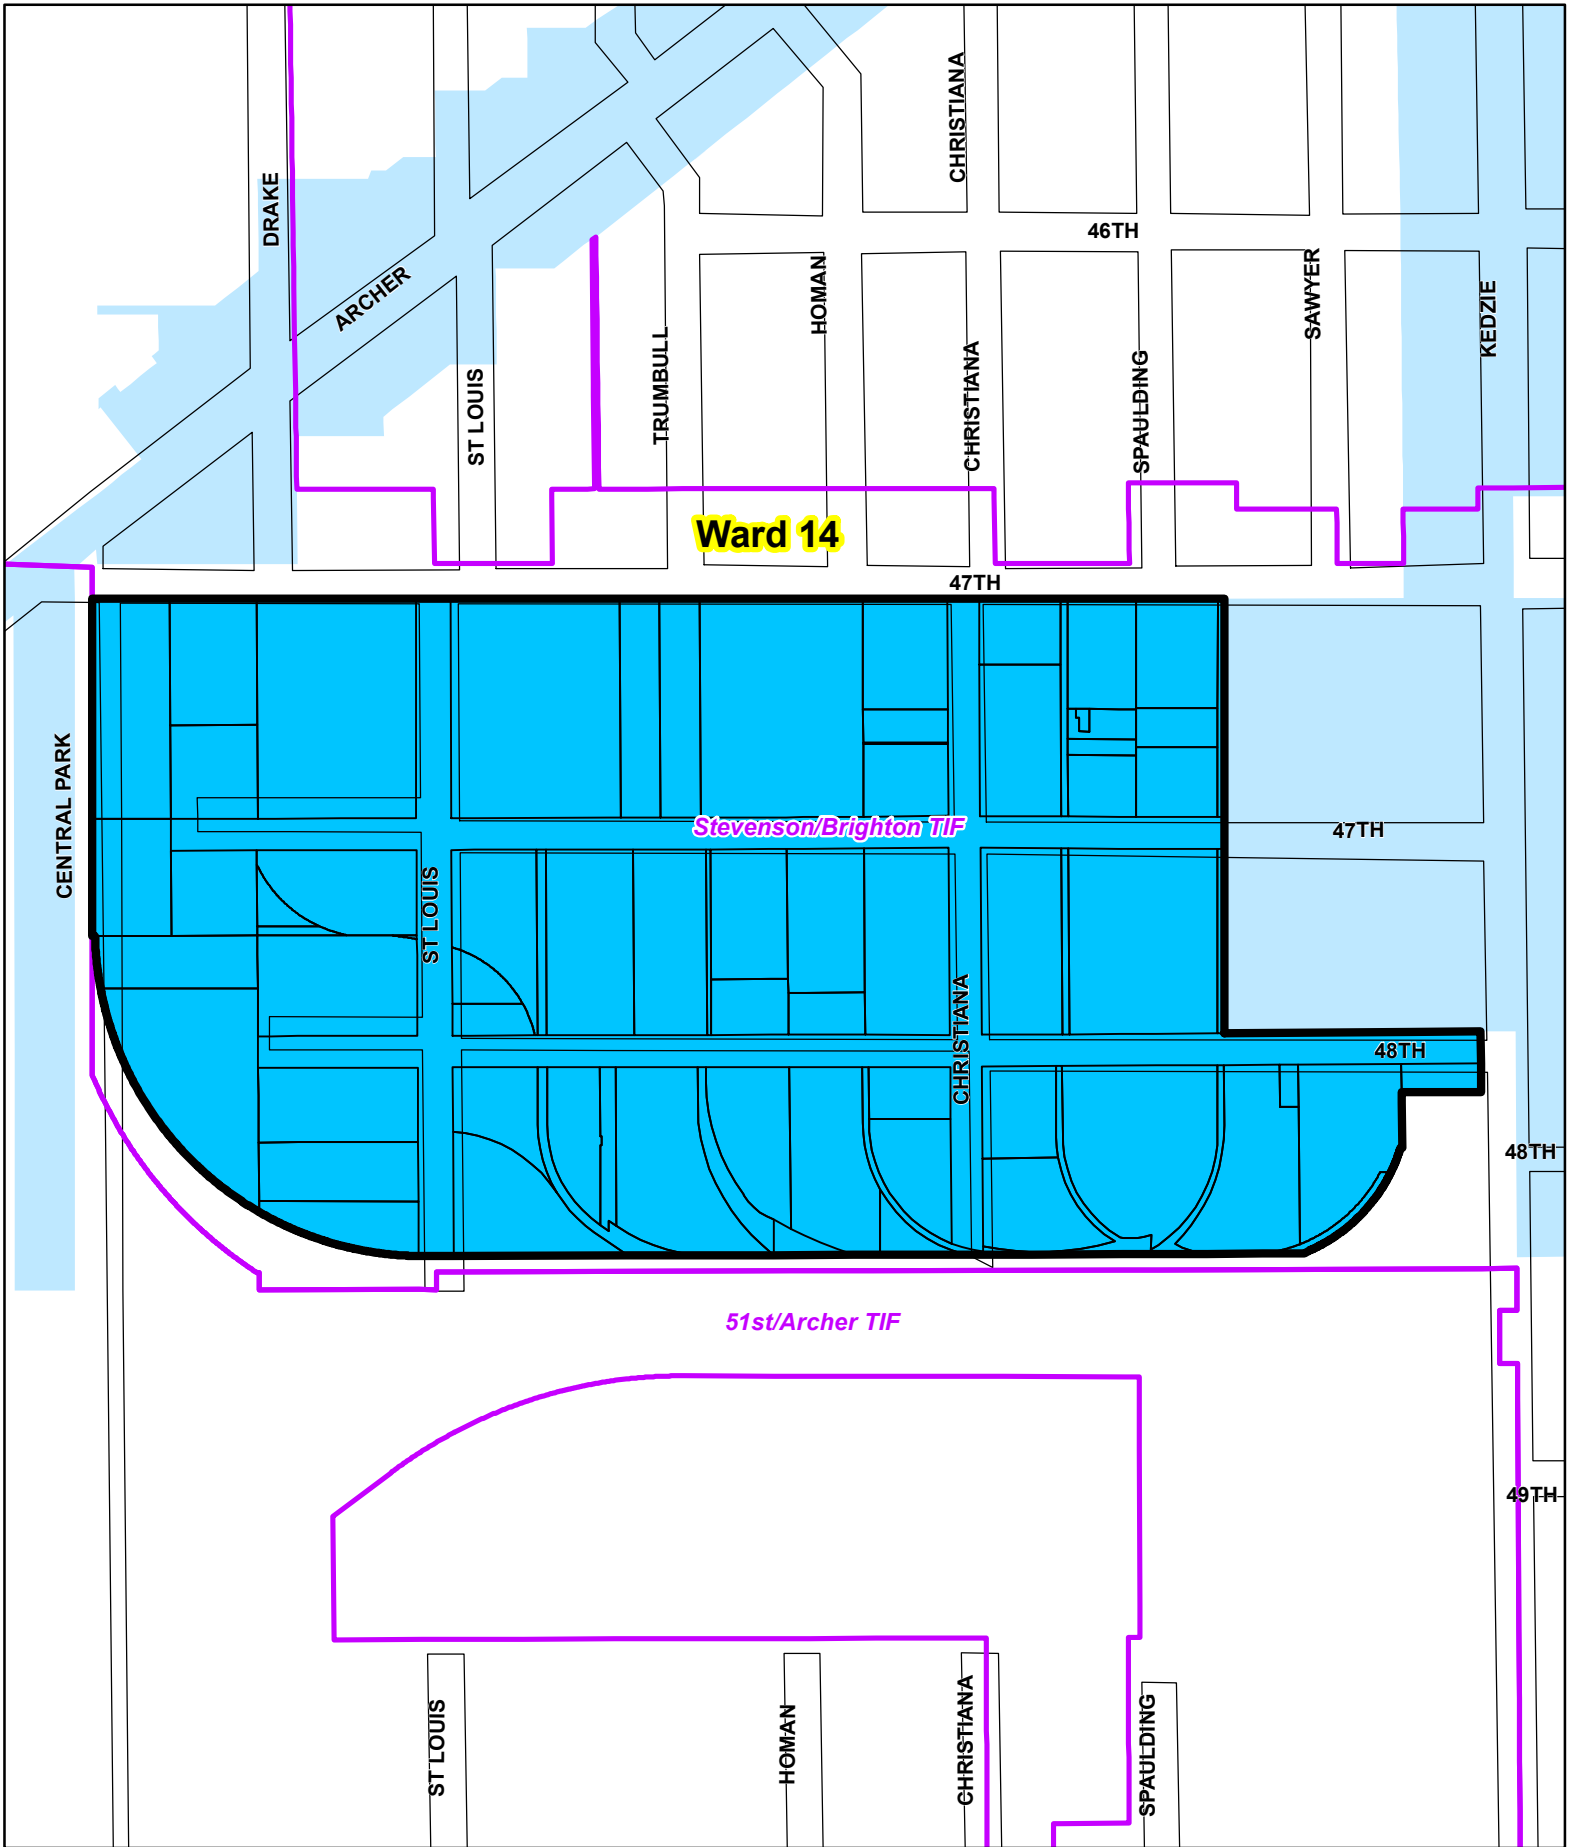 CHRISTIANA
DRAKE
46TH
ARCHER
HOMAN
SAWYER
KEDZIE
TRUMBULL
ST LOUIS
CHRISTIANA
SPAULDING
Ward 14
47TH
CENTRAL PARK
Stevenson/Brighton TIF
47TH
ST LOUIS
CHRISTIANA
48TH
48TH
51st/Archer TIF
49TH
ST LOUIS
HOMAN
CHRISTIANA
SPAULDING